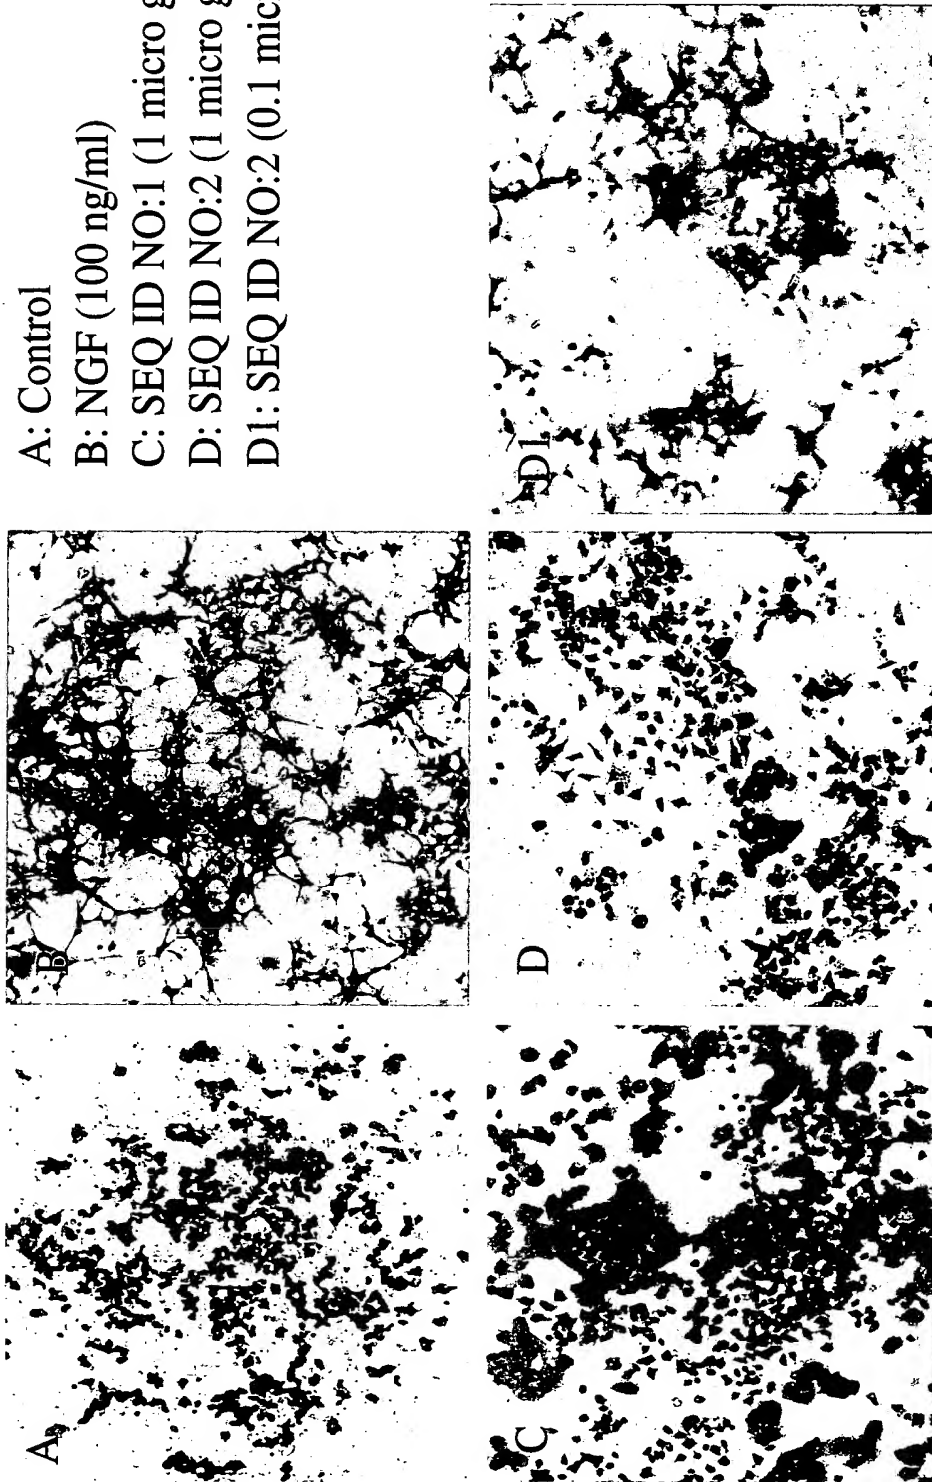 A: Control
B: NGF (100 ng/ml)
C: SEQ ID NO:1 (1 micro g
D: SEQ ID NO:2 (1 micro g
D1: SEQ ID NO:2 (0.1 mic
A
B
C
D
D1